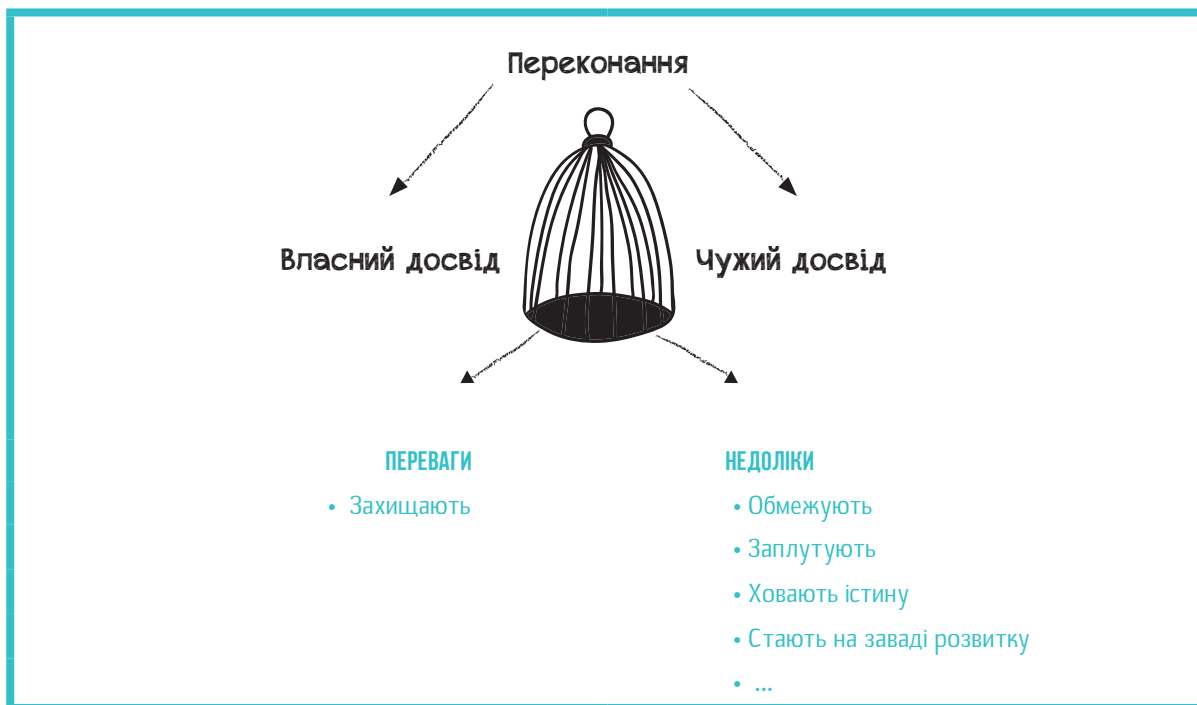 Переконання
Власний досвід
Чужий досвід
ПЕРЕВАГИ
• Захищають
НЕДОЛІКИ
• Обмежують
• Заплутують
• Ховають істину
• Стають на заваді розвитку
• ...